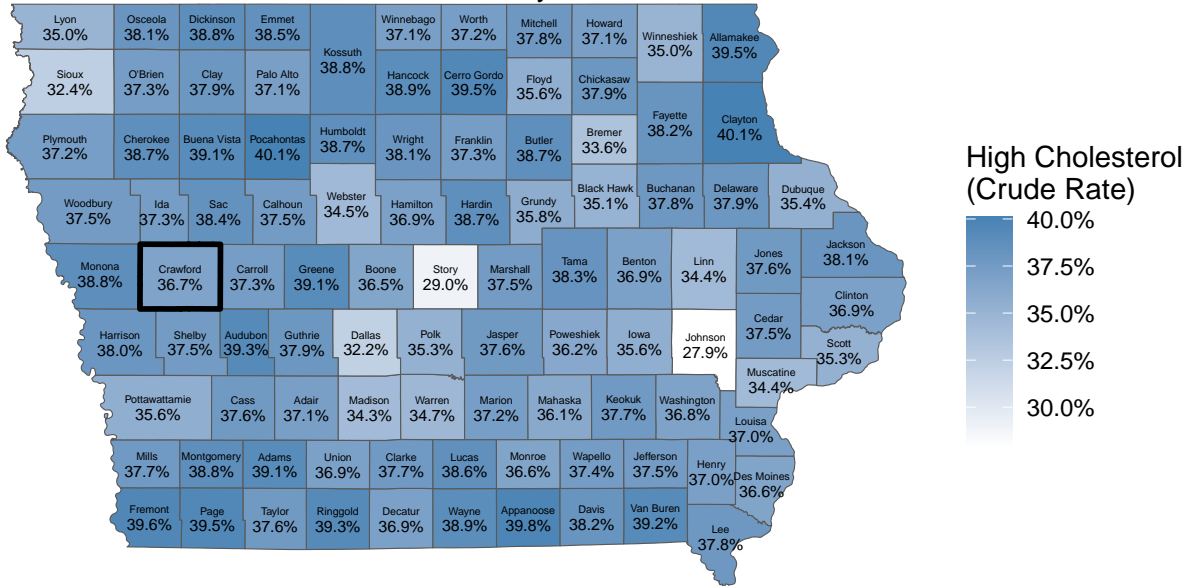 Lyon
35.0%
Osceola
38.1%
Dickinson
38.8%
Emmet
38.5%
Kossuth
38.8%
Winnebago
37.1%
Worth
37.2%
Mitchell
37.8%
Howard
37.1%
Winneshiek
35.0%
Allamakee
39.5%
Sioux
32.4%
O'Brien
37.3%
Clay
37.9%
Palo Alto
37.1%
Hancock
38.9%
Cerro Gordo
39.5%
Floyd
35.6%
Chickasaw
37.9%
Fayette
38.2%
Clayton
40.1%
Plymouth
37.2%
Cherokee
38.7%
Buena Vista
39.1%
Pocahontas
40.1%
Humboldt
38.7%
Wright
38.1%
Franklin
37.3%
Butler
38.7%
Bremer
33.6%
Woodbury
37.5%
Ida
37.3%
Sac
38.4%
Calhoun
37.5%
Webster
34.5%
Hamilton
36.9%
Hardin
38.7%
Grundy
35.8%
Black Hawk
35.1%
Buchanan
37.8%
Delaware
37.9%
Dubuque
35.4%
Monona
38.8%
Crawford
36.7%
Carroll
37.3%
Greene
39.1%
Boone
36.5%
Story
29.0%
Marshall
37.5%
Tama
38.3%
Benton
36.9%
Linn
34.4%
Jones
37.6%
Jackson
38.1%
Clinton
36.9%
Harrison
38.0%
Shelby
37.5%
Audubon
39.3%
Guthrie
37.9%
Dallas
32.2%
Polk
35.3%
Jasper
37.6%
Poweshiek
36.2%
Iowa
35.6%
Johnson
27.9%
Cedar
37.5%
Scott
35.3%
Muscatine
34.4%
Pottawattamie
35.6%
Cass
37.6%
Adair
37.1%
Madison
34.3%
Warren
34.7%
Marion
37.2%
Mahaska
36.1%
Keokuk
37.7%
Washington
36.8%
Louisa
37.0%
Mills
37.7%
Montgomery
38.8%
Adams
39.1%
Union
36.9%
Clarke
37.7%
Lucas
38.6%
Monroe
36.6%
Wapello
37.4%
Jefferson
37.5%
Henry
37.0%
Des Moines
36.6%
Fremont
39.6%
Page
39.5%
Taylor
37.6%
Ringgold
39.3%
Decatur
36.9%
Wayne
38.9%
Appanoose
39.8%
Davis
38.2%
Van Buren
39.2%
Lee
37.8%
High Cholesterol
(Crude Rate)
40.0%
37.5%
35.0%
32.5%
30.0%